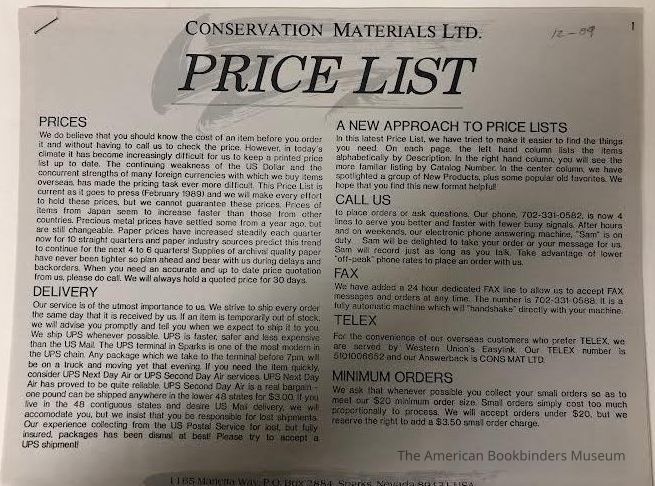 CONSERVATION MATERIALS LTD.
12-89
1
PRICE LIST
PRICES
We do believe that you should know the cost of an item before you order
it and without having to call us to check the price. However, in today's
climate it has become increasingly difficult for us to keep a printed price
list up to date. The continuing weakness of the US Dollar and the
concurrent strengths of many foreign currencies with which we buy items
overseas, has made the pricing task ever more difficult. This Price List is
current as it goes to press (February 1989) and we will make every effort
to hold these prices, but we cannot guarantee these prices. Prices of
items from Japan seem to increase faster than those from other
countries. Precious metal prices have settled some from a year ago, but
are still changeable. Paper prices have increased steadily each quarter
now for 10 straight quarters and paper industry sources predict this trend
to continue for the next 4 to 6 quarters! Supplies of archival quality paper
have never been tighter so plan ahead and bear with us during delays and
backorders. When you need an accurate and up to date price quotation
from us, please do call. We will always hold a quoted price for 30 days.
DELIVERY
Our service is of the utmost importance to us. We strive to ship every order
the same day that it is received by us. If an item is temporarily out of stock,
we will advise you promptly and tell you when we expect to ship it to you.
We ship UPS whenever possible. UPS is faster, safer and less expensive
than the US Mail. The UPS terminal in Sparks is one of the most modern in
the UPS chain. Any package which we take to the terminal before 7pm, will
be on a truck and moving yet that evening. If you need the item quickly,
consider UPS Next Day Air or UPS Second Day Air services. UPS Next Day
Air has proved to be quite reliable. UPS Second Day Air is a real bargain -
one pound can be shipped anywhere in the lower 48 states for $3.00. If you
live in the 48 contiguous states and desire US Mail delivery, we will
accomodate you, but we insist that you be responsible for lost shipments.
Our experience collecting from the US Postal Service for lost, but fully
insured, packages has been dismal at best! Please try to accept a
UPS shipment!
A NEW APPROACH TO PRICE LISTS
In this latest Price List, we have tried to make it easier to find the things
you need. On each page, the left hand column lists the items
alphabetically by Description. In the right hand column, you will see the
more familiar listing by Catalog Number. In the center column, we have
spotlighted a group of New Products, plus some popular old favorites. We
hope that you find this new format helpful!
CALL US
to place orders or ask questions. Our phone, 702-331-0582, is now 4
lines to serve you better and faster with fewer busy signals. After hours
and on weekends, our electronic phone answering machine, "Sam" is on
duty. Sam will be delighted to take your order or your message for us.
Sam will record just as long as you talk. Take advantage of lower
"off-peak" phone rates to place an order with us.
FAX
We have added a 24 hour dedicated FAX line to allow us to accept FAX
messages and orders at any time. The number is 702-331-0588. It is a
fully automatic machine which will "handshake" directly with your machine.
TELEX
For the convenience of our overseas customers who prefer TELEX, we
are served by Western Union's Easylink. Our TELEX number is
5101006652 and our Answerback is CONS MAT LTD.
MINIMUM ORDERS
We ask that whenever possible you collect your small orders so as to
meet our $20 minimum order size. Small orders simply cost too much
proportionally to process. We will accept orders under $20, but we
reserve the right to add a $3.50 small order charge.
The American Bookbinders Museum
1165 Marietta Way, P.O. Box 2884, Sparks, Nevada 89431 USA